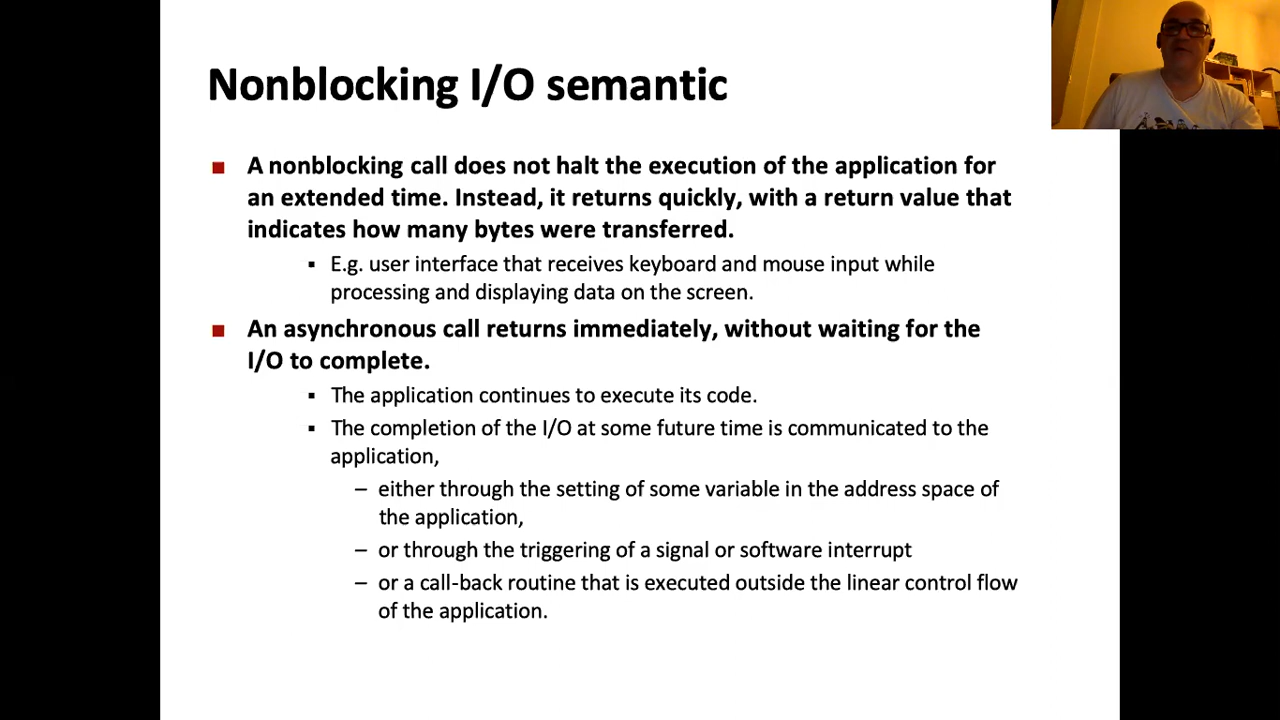 Nonblocking I/O semantic
A nonblocking call does not halt the execution of the application for
an extended time. Instead, it returns quickly, with a return value that
indicates how many bytes were transferred.
E.g. user interface that receives keyboard and mouse input while
processing and displaying data on the screen.
An asynchronous call returns immediately, without waiting for the
I/O to complete.
The application continues to execute its code.
The completion of the I/O at some future time is communicated to the
application,
– either through the setting of some variable in the address space of
the application,
– or through the triggering of a signal or software interrupt
– or a call-back routine that is executed outside the linear control flow
of the application.